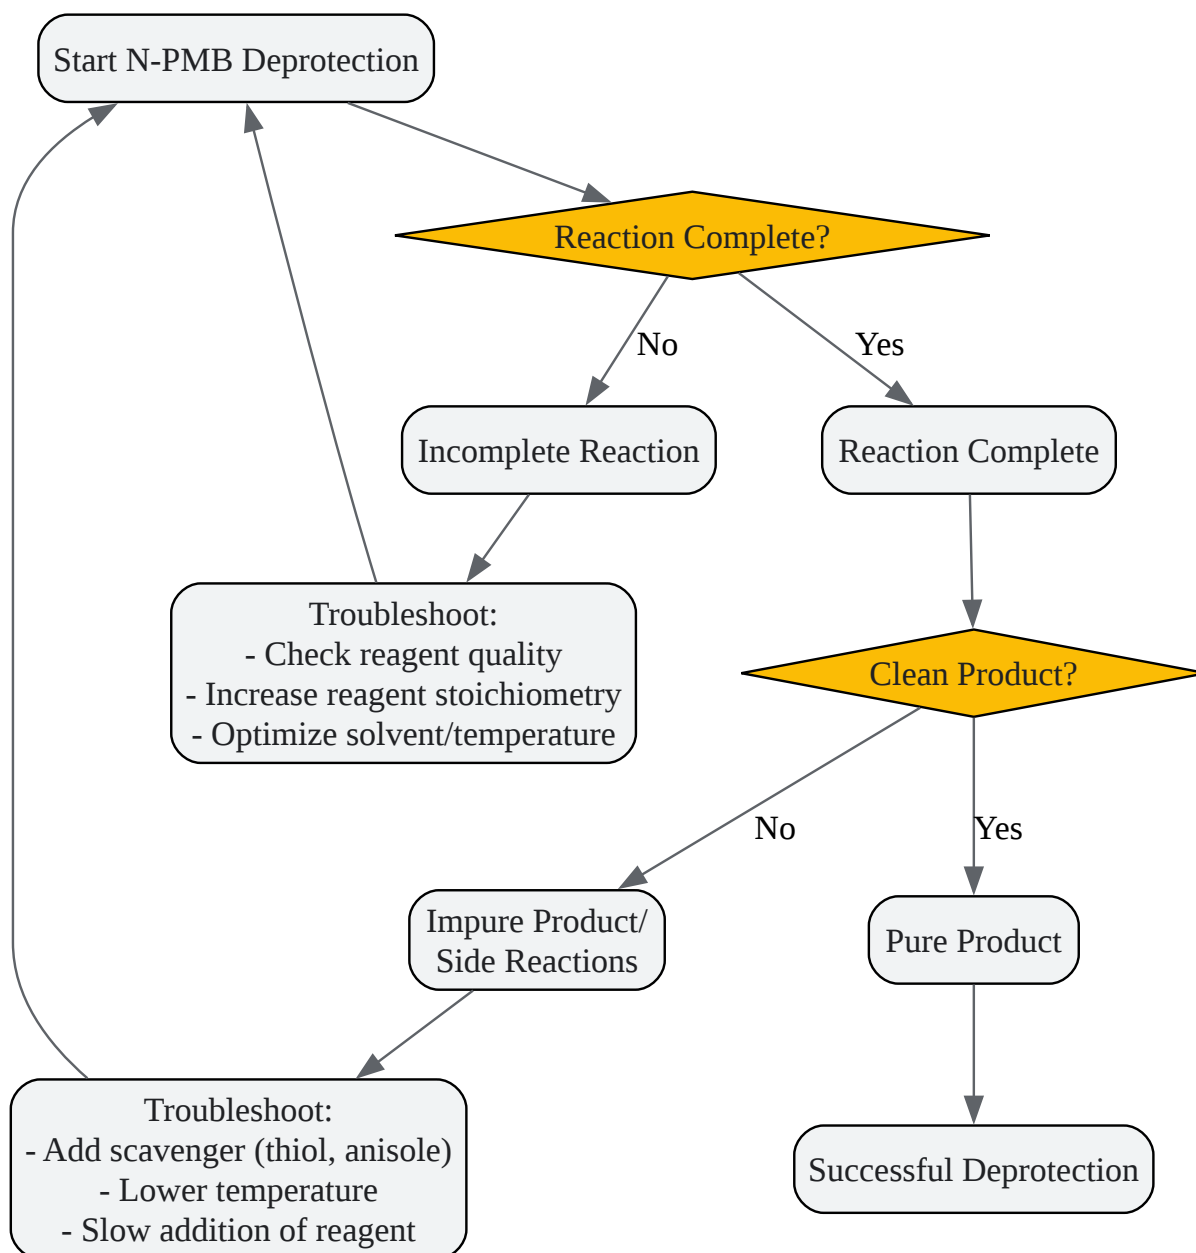 Start N-PMB Deprotection
Reaction Complete?
No
Yes
Incomplete Reaction
Reaction Complete
Troubleshoot:
- Check reagent quality
- Increase reagent stoichiometry
- Optimize solvent/temperature
Clean Product?
No
Yes
Impure Product/
Side Reactions
Pure Product
Troubleshoot:
- Add scavenger (thiol, anisole)
- Lower temperature
- Slow addition of reagent
Successful Deprotection